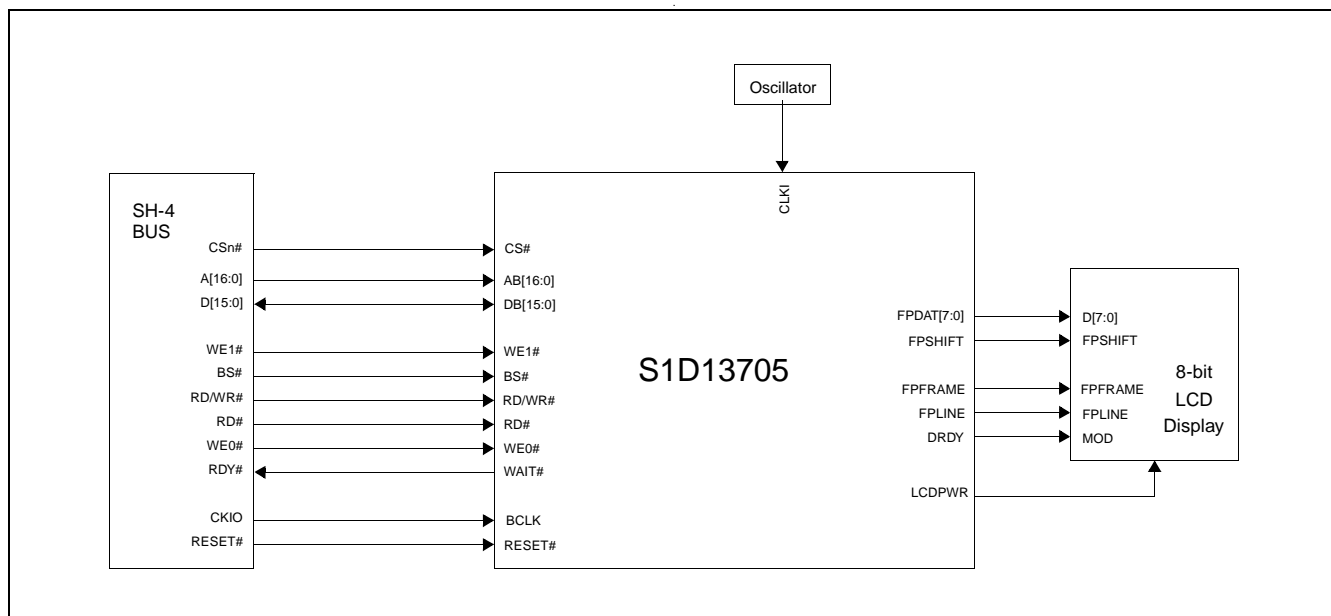 Oscillator
CLKI
SH-4
BUS
CSn#
A[16:0]
D[15:0]
WE1#
BS#
RD/WR#
RD#
WE0#
RDY#
CKIO
RESET#
CS#
AB[16:0]
DB[15:0]
WE1#
BS#
RD/WR#
RD#
WE0#
WAIT#
BCLK
RESET#
S1D13705
FPDAT[7:0]
FPSHIFT
FPFRAME
FPLINE
DRDY
LCDPWR
D[7:0]
FPSHIFT
FPFRAME
FPLINE
MOD
8-bit
LCD
Display